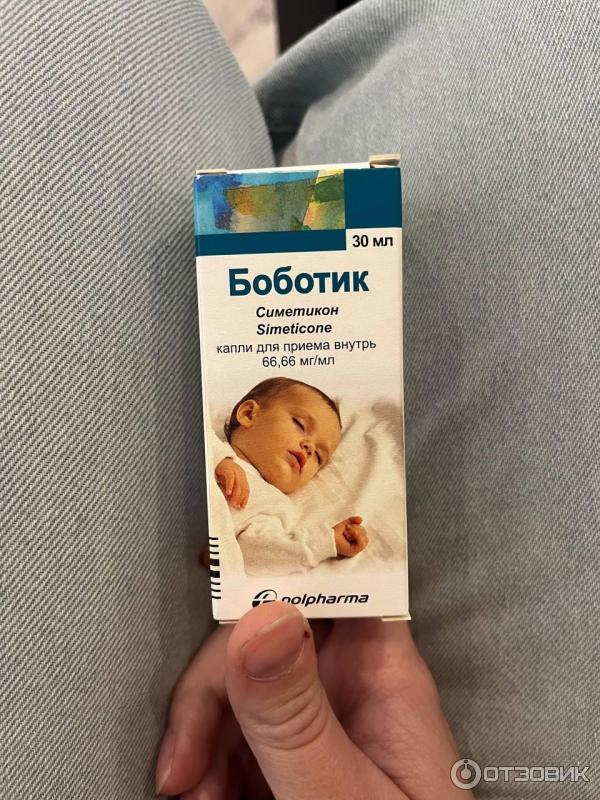 30 мл
Боботик
Симетикон
Simeticone
капли для приема внутрь
66,66 мг/мл
polpharma
ОТЗОВИК